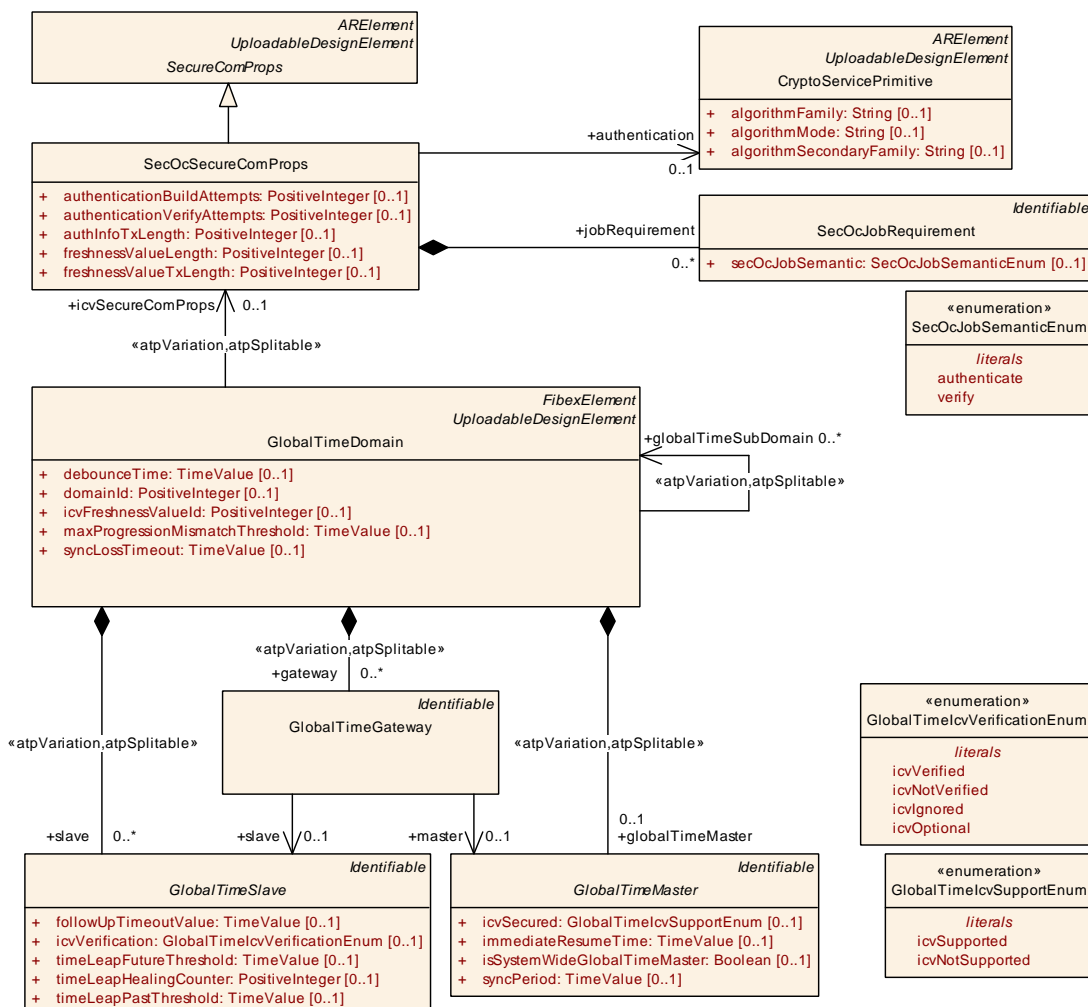 ARElement
UploadableDesignElement
SecureComProps
ARElement
UploadableDesignElement
CryptoServicePrimitive
+ algorithmFamily: String [0..1]
+ algorithmMode: String [0..1]
+ algorithmSecondaryFamily: String [0..1]
+authentication
0..1
SecOcSecureComProps
+ authenticationBuildAttempts: PositiveInteger [0..1]
+ authenticationVerifyAttempts: PositiveInteger [0..1]
+ authInfoTxLength: PositiveInteger [0..1]
+ freshnessValueLength: PositiveInteger [0..1]
+ freshnessValueTxLength: PositiveInteger [0..1]
+jobRequirement
0..*
Identifiable
SecOcJobRequirement
+ secOcJobSemantic: SecOcJobSemanticEnum [0..1]
+icvSecureComProps 0..1
«atpVariation,atpSplitable»
«enumeration»
SecOcJobSemanticEnum
literals
authenticate
verify
FibexElement
UploadableDesignElement
GlobalTimeDomain
+ debounceTime: TimeValue [0..1]
+ domainId: PositiveInteger [0..1]
+ icvFreshnessValueId: PositiveInteger [0..1]
+ maxProgressionMismatchThreshold: TimeValue [0..1]
+ syncLossTimeout: TimeValue [0..1]
+globalTimeSubDomain 0..*
«atpVariation,atpSplitable»
«atpVariation,atpSplitable»
+gateway 0..*
Identifiable
GlobalTimeGateway
«atpVariation,atpSplitable»
«atpVariation,atpSplitable»
«enumeration»
GlobalTimeIcvVerificationEnum
literals
icvVerified
icvNotVerified
icvIgnored
icvOptional
+slave 0..*
+slave 0..1
+master 0..1
0..1
+globalTimeMaster
Identifiable
GlobalTimeSlave
+ followUpTimeoutValue: TimeValue [0..1]
+ icvVerification: GlobalTimeIcvVerificationEnum [0..1]
+ timeLeapFutureThreshold: TimeValue [0..1]
+ timeLeapHealingCounter: PositiveInteger [0..1]
+ timeLeapPastThreshold: TimeValue [0..1]
Identifiable
GlobalTimeMaster
+ icvSecured: GlobalTimeIcvSupportEnum [0..1]
+ immediateResumeTime: TimeValue [0..1]
+ isSystemWideGlobalTimeMaster: Boolean [0..1]
+ syncPeriod: TimeValue [0..1]
«enumeration»
GlobalTimeIcvSupportEnum
literals
icvSupported
icvNotSupported